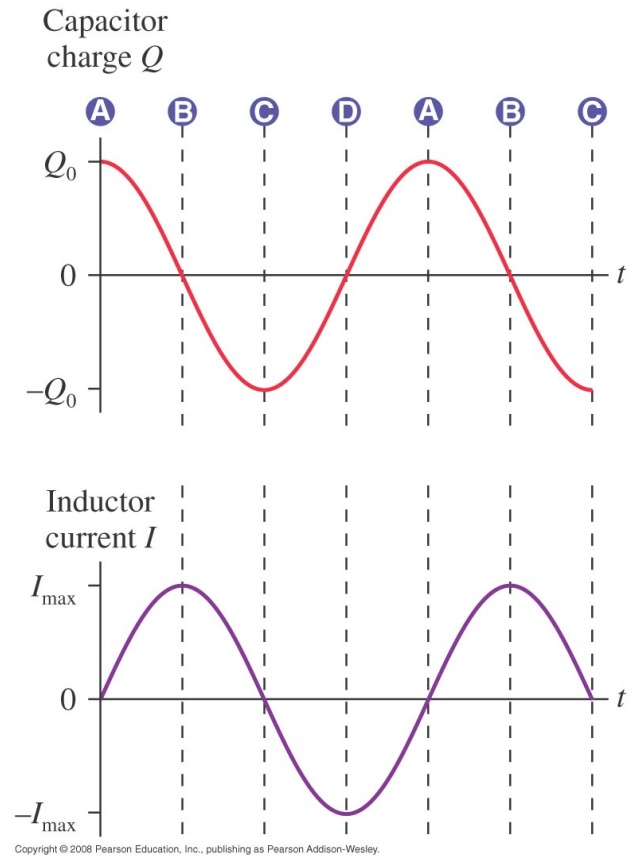 Capacitor
charge Q
A B C D A B C
Q₀
0
t
−Q₀
Inductor
current I
Iₘₐₓ
0
t
−Iₘₐₓ
Copyright © 2008 Pearson Education, Inc., publishing as Pearson Addison-Wesley.